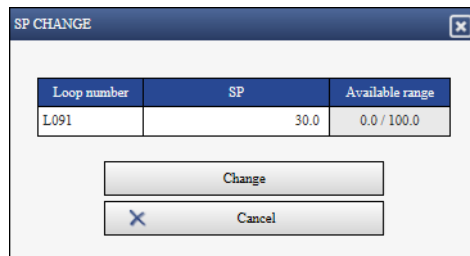 SP CHANGE
Loop number SP Available range
L091 30.0 0.0 / 100.0
Change
Cancel